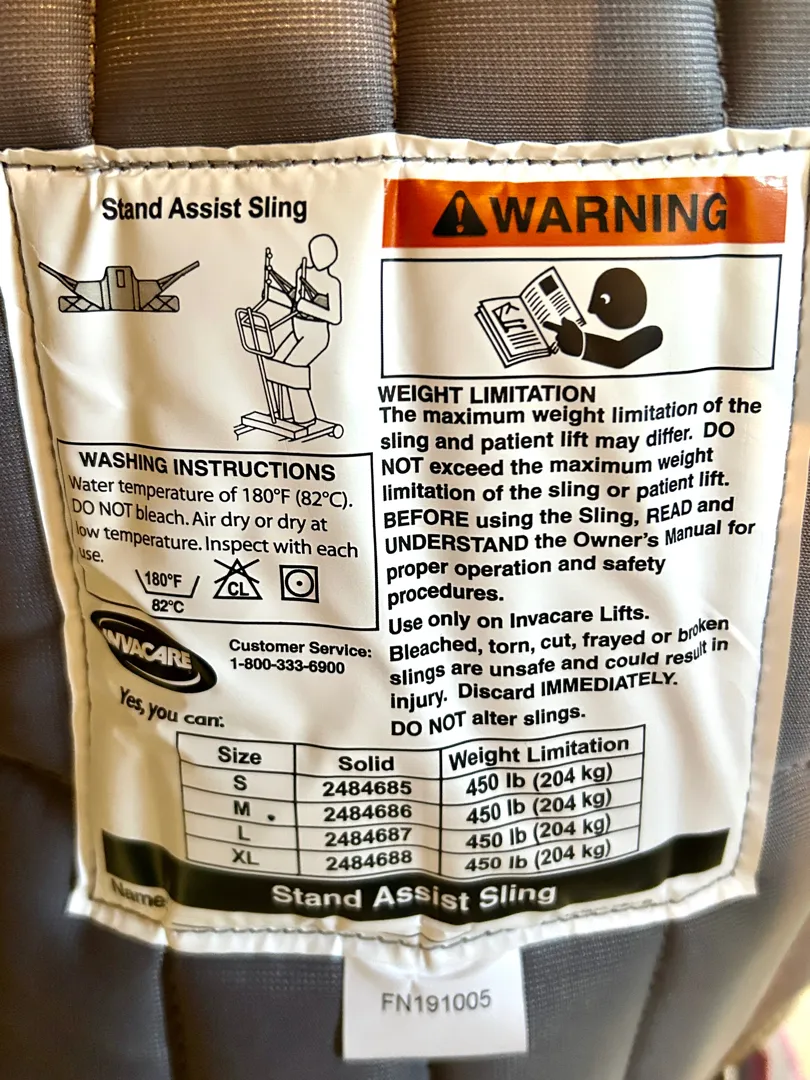 Stand Assist Sling
WASHING INSTRUCTIONS
Water temperature of 180°F (82°C).
DO NOT bleach. Air dry or dry at
low temperature. Inspect with each
use.
180°F
82°C
CL
INVACARE
Yes, you can.
Customer Service:
1-800-333-6900
WARNING
WEIGHT LIMITATION
The maximum weight limitation of the
sling and patient lift may differ. DO
NOT exceed the maximum weight
limitation of the sling or patient lift.
BEFORE using the Sling, READ and
UNDERSTAND the Owner's Manual for
proper operation and safety
procedures.
Use only on Invacare Lifts.
Bleached, torn, cut, frayed or broken
slings are unsafe and could result in
injury. Discard IMMEDIATELY.
DO NOT alter slings.
Size Solid Weight Limitation
S 2484685 450 lb (204 kg)
M 2484686 450 lb (204 kg)
L 2484687 450 lb (204 kg)
XL 2484688 450 lb (204 kg)
Name
Stand Assist Sling
FN191005